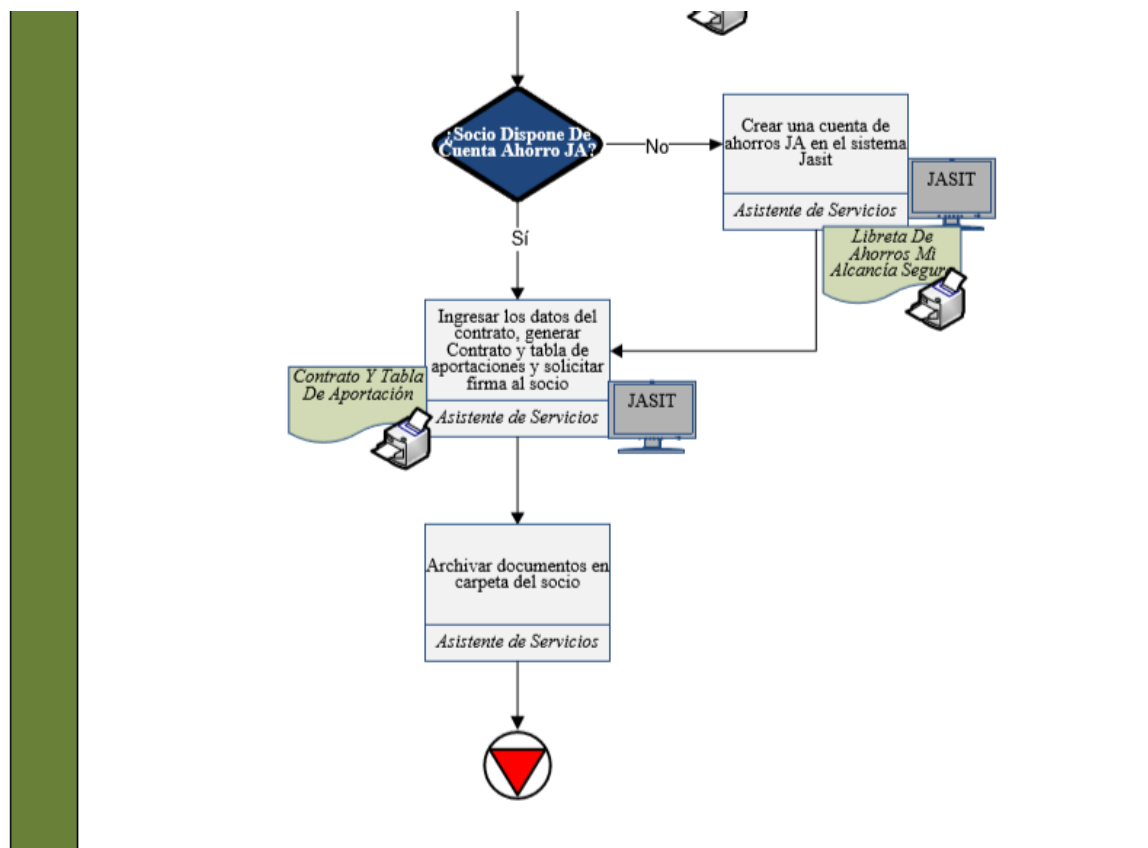 ¿Socio Dispone De
Cuenta Ahorro JA?
No
Crear una cuenta de
ahorros JA en el sistema
Jasit
Asistente de Servicios
JASIT
Libreta De
Ahorros Mi
Alcancía Segura
Sí
Ingresar los datos del
contrato, generar
Contrato y tabla de
aportaciones y solicitar
firma al socio
Asistente de Servicios
JASIT
Contrato Y Tabla
De Aportación
Archivar documentos en
carpeta del socio
Asistente de Servicios